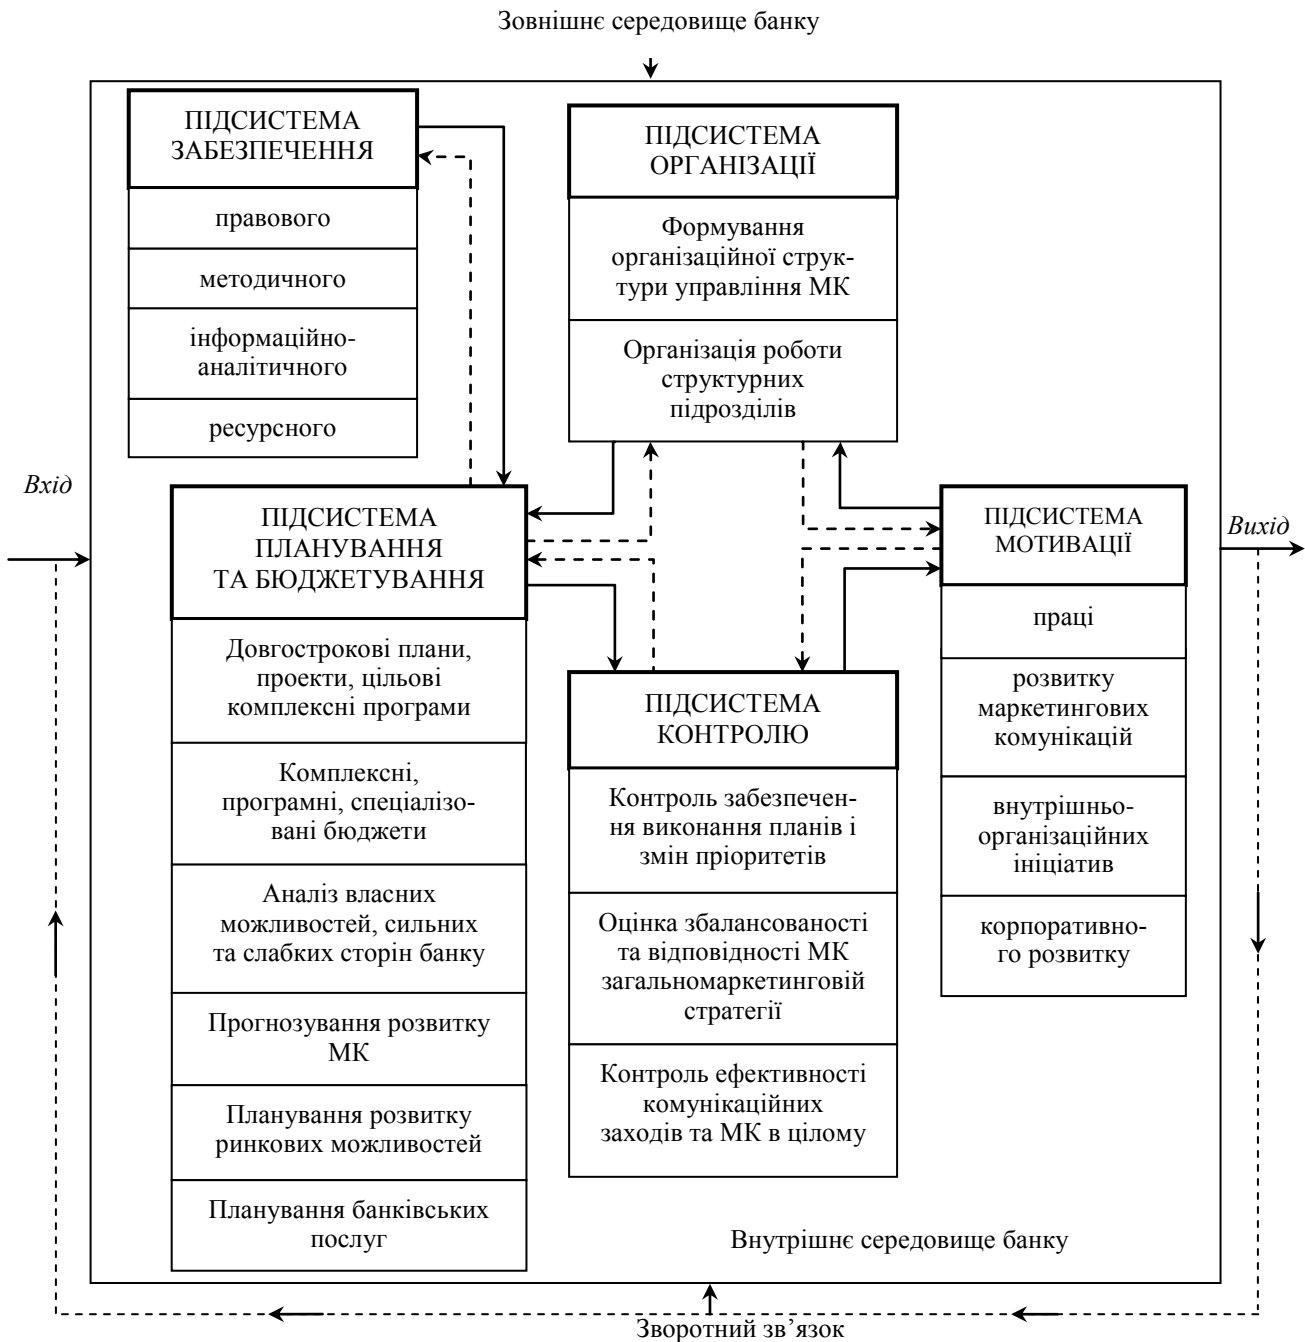 Зовнішнє середовище банку
ПІДСИСТЕМА
ЗАБЕЗПЕЧЕННЯ
правового
методичного
інформаційно-
аналітичного
ресурсного
ПІДСИСТЕМА
ОРГАНІЗАЦІЇ
Формування
організаційної струк-
тури управління МК
Організація роботи
структурних
підрозділів
Вхід
ПІДСИСТЕМА
ПЛАНУВАННЯ
ТА БЮДЖЕТУВАННЯ
Довгострокові плани,
проекти, цільові
комплексні програми
Комплексні,
програмні, спеціалізо-
вані бюджети
Аналіз власних
можливостей, сильних
та слабких сторін банку
Прогнозування розвитку
МК
Планування розвитку
ринкових можливостей
Планування банківських
послуг
ПІДСИСТЕМА
КОНТРОЛЮ
Контроль забезпечен-
ня виконання планів і
змін пріоритетів
Оцінка збалансованості
та відповідності МК
загальномаркетинговій
стратегії
Контроль ефективності
комунікаційних
заходів та МК в цілому
ПІДСИСТЕМА
МОТИВАЦІЇ
праці
розвитку
маркетингових
комунікацій
внутрішньо-
організаційних
ініціатив
корпоративно-
го розвитку
Вихід
Внутрішнє середовище банку
Зворотний зв’язок